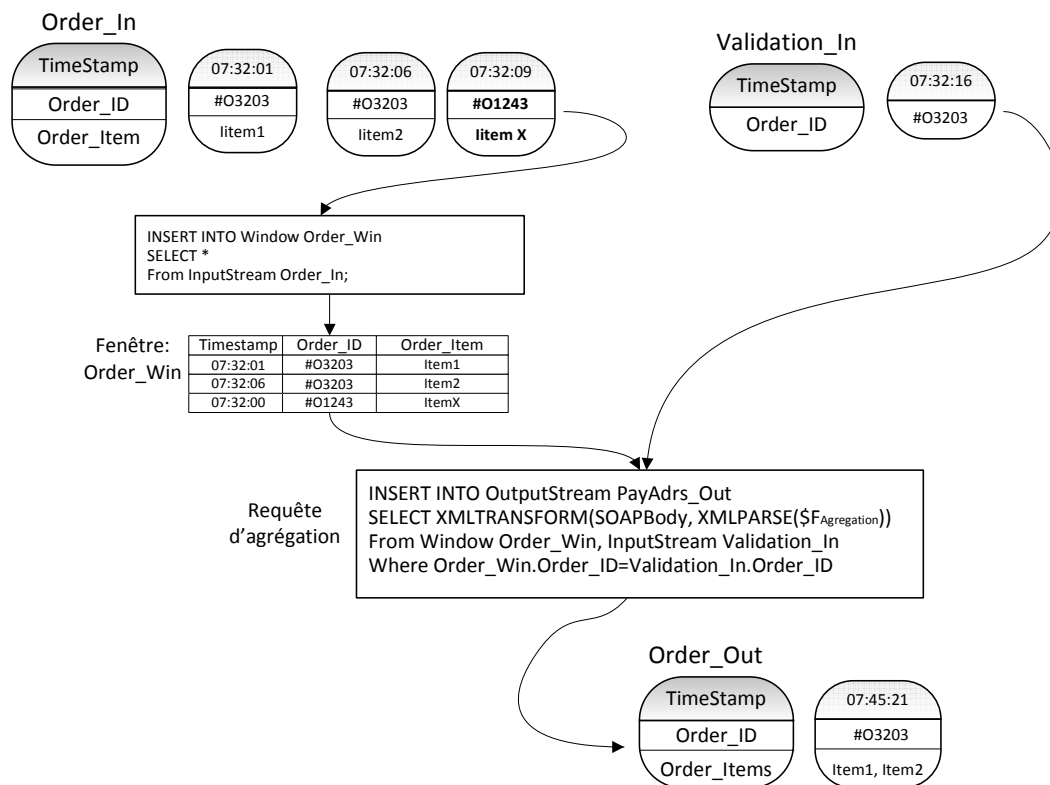 Order_In
TimeStamp
Order_ID
Order_Item
07:32:01
#O3203
Iitem1
07:32:06
#O3203
Iitem2
07:32:09
#O1243
Iitem X
Validation_In
TimeStamp
Order_ID
07:32:16
#O3203
INSERT INTO Window Order_Win
SELECT *
From InputStream Order_In;
Fenêtre:
Order_Win
Timestamp Order_ID Order_Item
07:32:01 #O3203 Item1
07:32:06 #O3203 Item2
07:32:00 #O1243 ItemX
Requête
d’agrégation
INSERT INTO OutputStream PayAdrs_Out
SELECT XMLTRANSFORM(SOAPBody, XMLPARSE($FAgregation))
From Window Order_Win, InputStream Validation_In
Where Order_Win.Order_ID=Validation_In.Order_ID
Order_Out
TimeStamp
Order_ID
Order_Items
07:45:21
#O3203
Item1, Item2